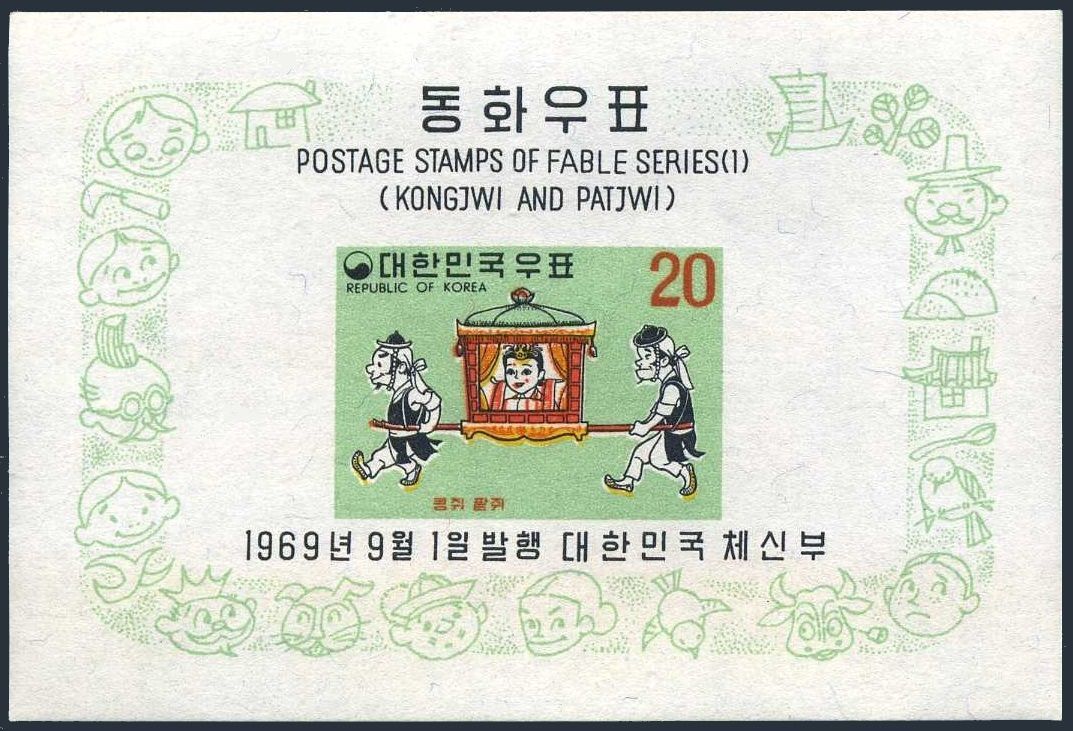 동화우표
POSTAGE STAMPS OF FABLE SERIES(1)
(KONGJWI AND PATJWI)
대한민국우표 20
REPUBLIC OF KOREA
콩쥐 팥쥐
1969년 9월 1일 발행 대한민국 체신부